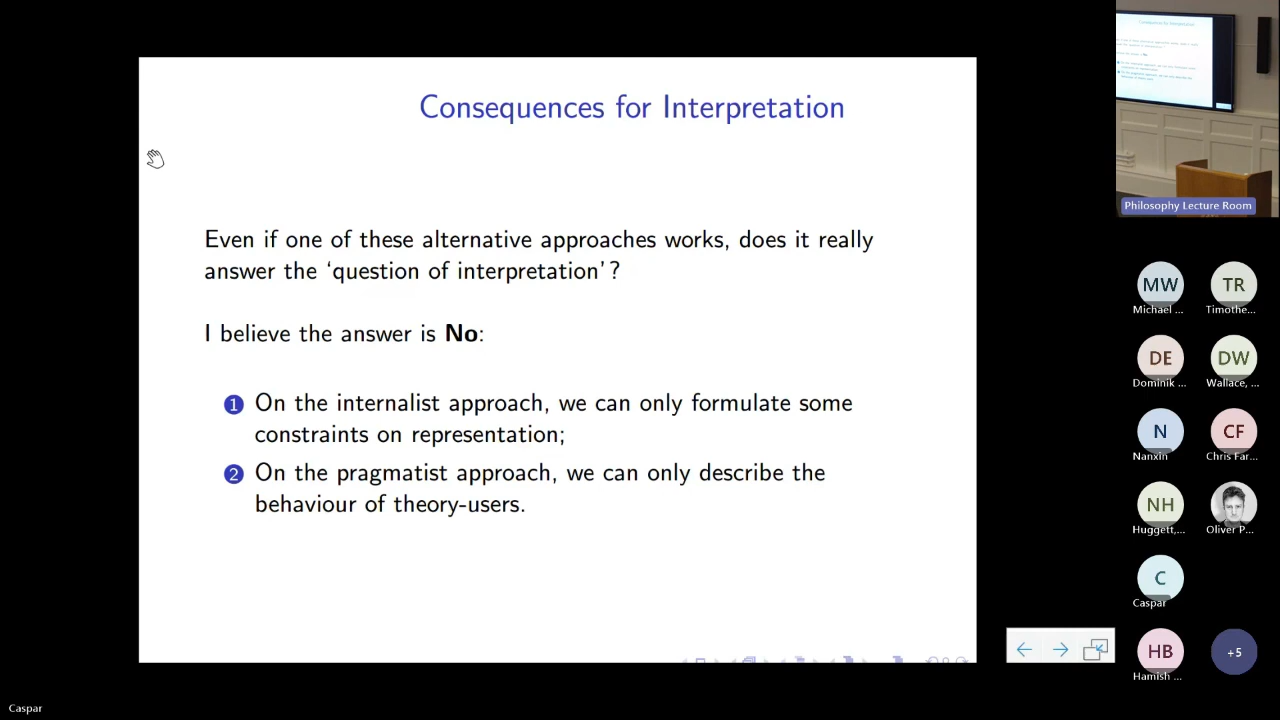 Consequences for Interpretation
Even if one of these alternative approaches works, does it really
answer the ‘question of interpretation’?
I believe the answer is No:
1 On the internalist approach, we can only formulate some
constraints on representation;
2 On the pragmatist approach, we can only describe the
behaviour of theory-users.
Philosophy Lecture Room
MW
TR
Michael ...
Timothe...
DE
DW
Dominik ...
Wallace, ...
N
CF
Nanxin
Chris Far...
NH
Huggett,...
Oliver P...
C
Caspar
HB
+5
Hamish ...
Caspar